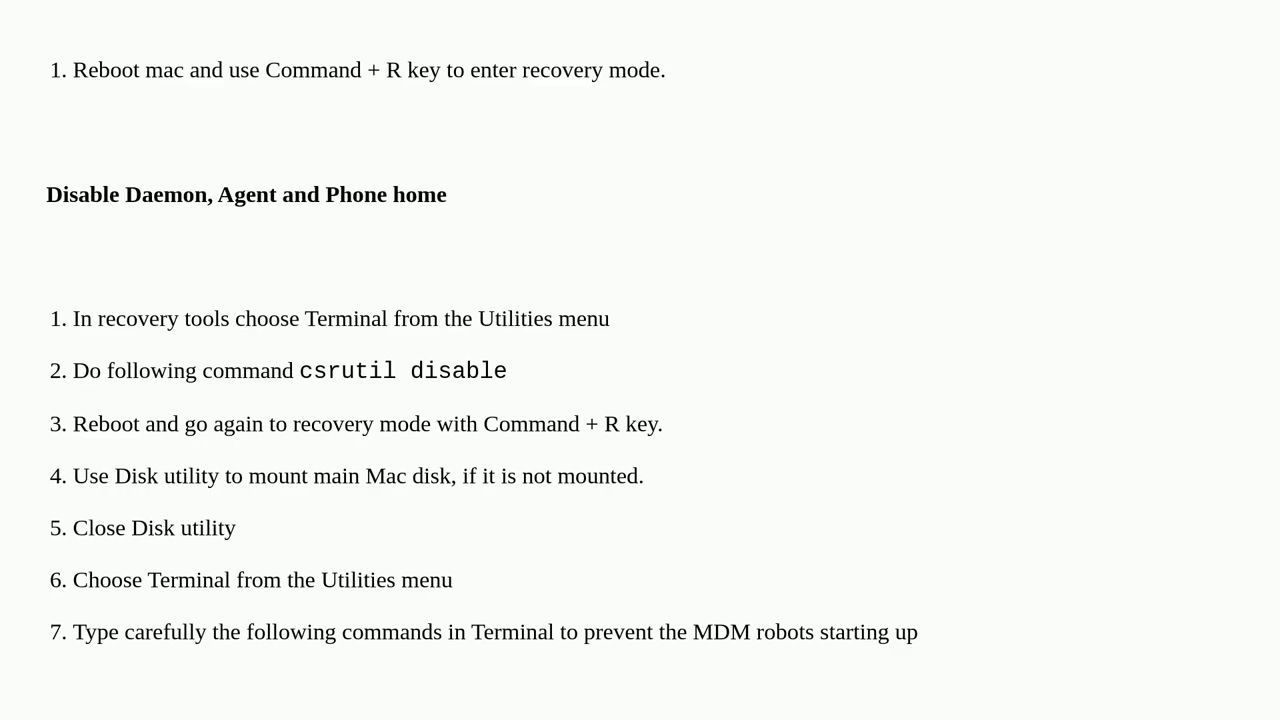 1. Reboot mac and use Command + R key to enter recovery mode.
Disable Daemon, Agent and Phone home
1. In recovery tools choose Terminal from the Utilities menu
2. Do following command csrutil disable
3. Reboot and go again to recovery mode with Command + R key.
4. Use Disk utility to mount main Mac disk, if it is not mounted.
5. Close Disk utility
6. Choose Terminal from the Utilities menu
7. Type carefully the following commands in Terminal to prevent the MDM robots starting up